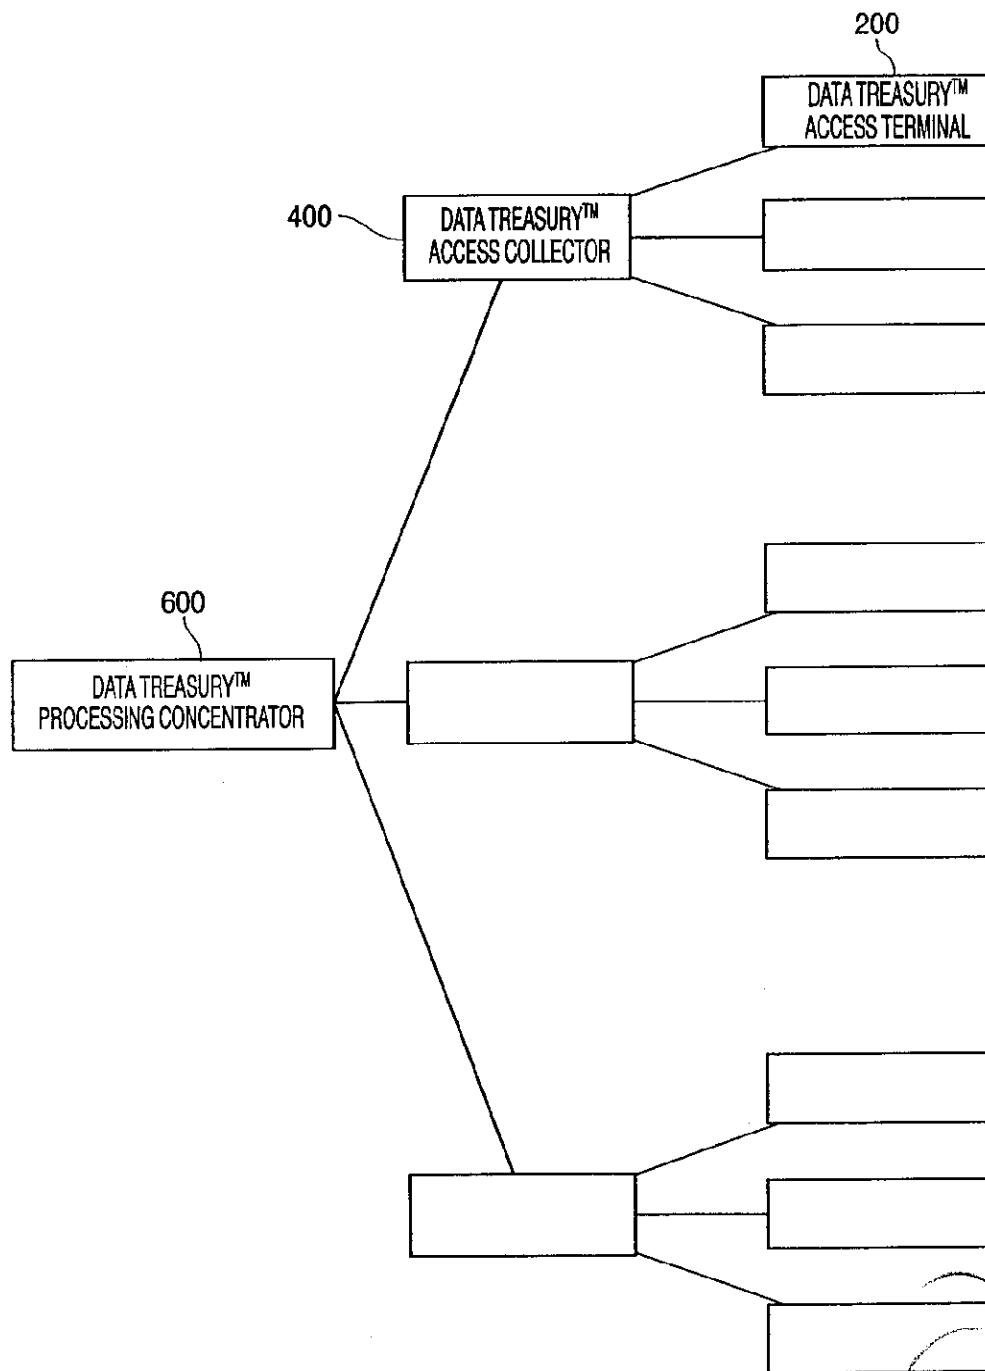 200
DATA TREASURY™
ACCESS TERMINAL
400
DATA TREASURY™
ACCESS COLLECTOR
600
DATA TREASURY™
PROCESSING CONCENTRATOR